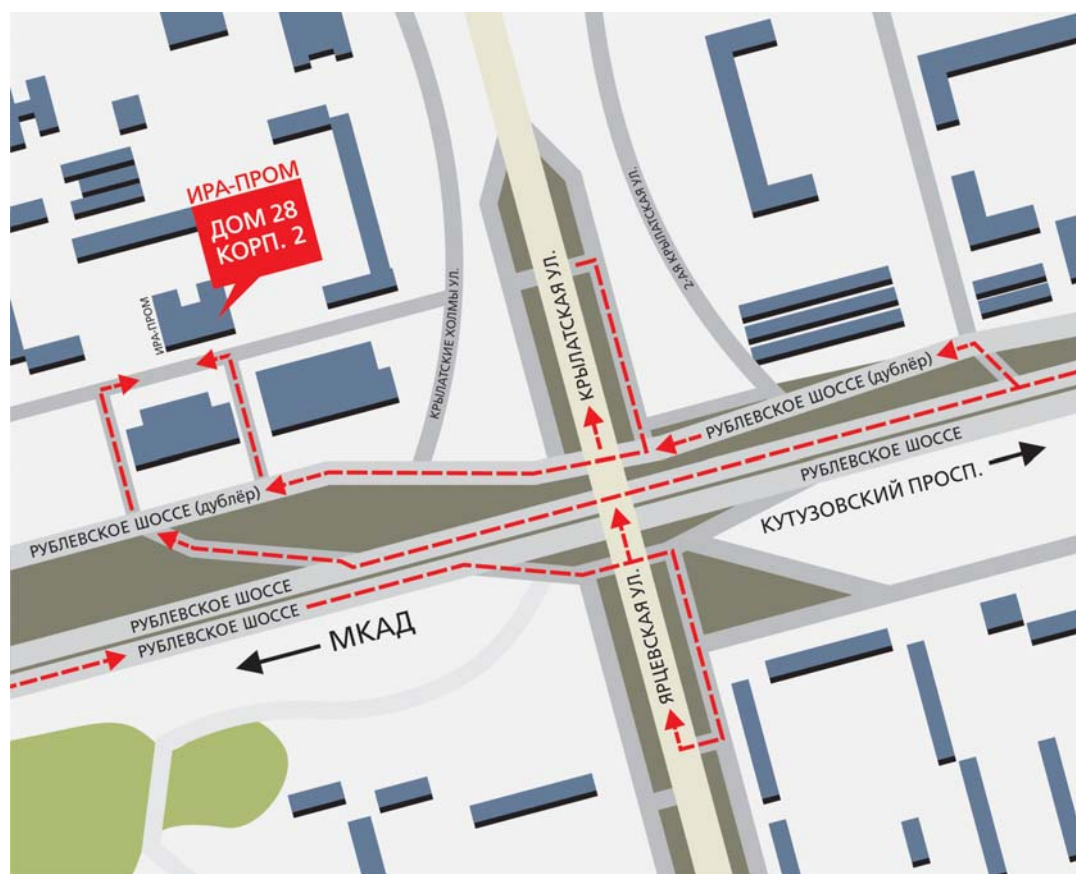 ИРА-ПРОМ
ДОМ 28
КОРП. 2
ИРА-ПРОМ
КРЫЛАТСКИЕ ХОЛМЫ УЛ.
КРЫЛАТСКАЯ УЛ.
2-АЯ КРЫЛАТСКАЯ УЛ.
РУБЛЕВСКОЕ ШОССЕ (дублёр)
РУБЛЕВСКОЕ ШОССЕ
КУТУЗОВСКИЙ ПРОСП.
РУБЛЕВСКОЕ ШОССЕ (дублёр)
РУБЛЕВСКОЕ ШОССЕ
РУБЛЕВСКОЕ ШОССЕ
МКАД
ЯРЦЕВСКАЯ УЛ.